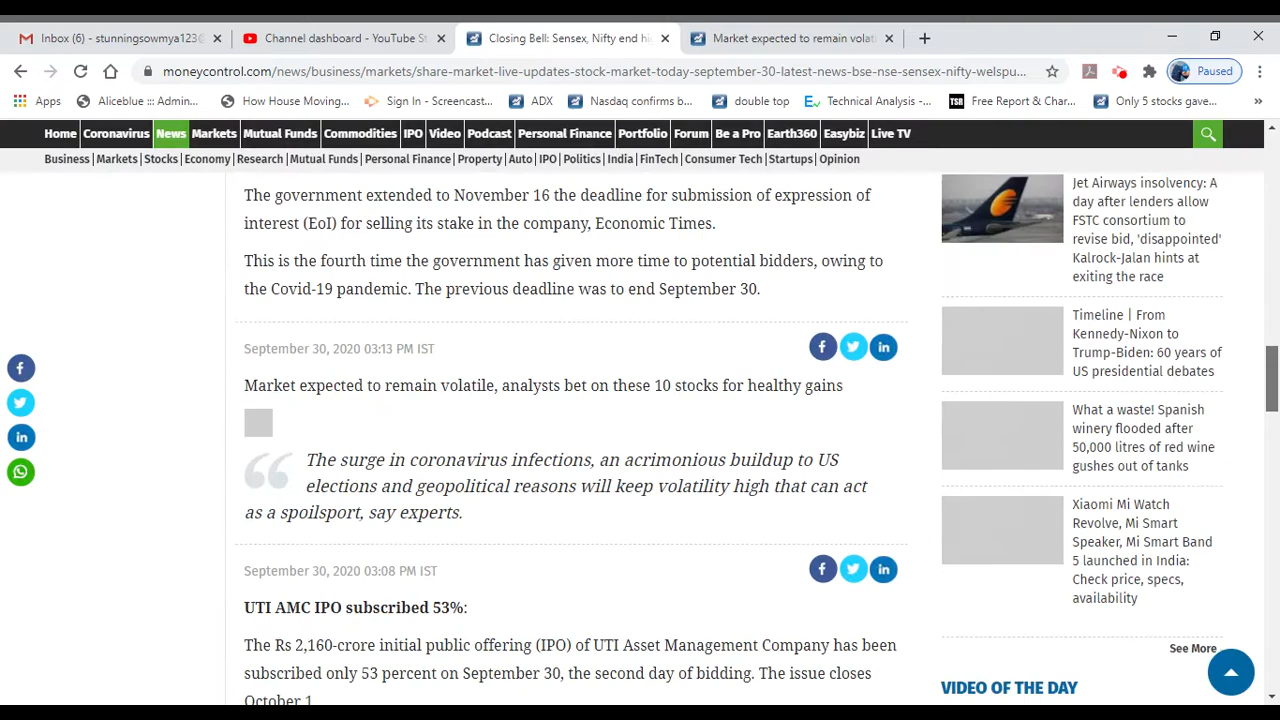 Inbox (6) - stunningsowmya123@
Channel dashboard - YouTube St
Closing Bell: Sensex, Nifty end hi
Market expected to remain volati
moneycontrol.com/news/business/markets/share-market-live-updates-stock-market-today-september-30-latest-news-bse-nse-sensex-nifty-welspu...
Paused
Apps
Aliceblue ::: Admin...
How House Moving...
Sign In - Screencast...
ADX
Nasdaq confirms b...
double top
Technical Analysis -...
Free Report & Char...
Only 5 stocks gave...
Home | Coronavirus | News | Markets | Mutual Funds | Commodities | IPO | Video | Podcast | Personal Finance | Portfolio | Forum | Be a Pro | Earth360 | Easybiz | Live TV
Business | Markets | Stocks | Economy | Research | Mutual Funds | Personal Finance | Property | Auto | IPO | Politics | India | FinTech | Consumer Tech | Startups | Opinion
The government extended to November 16 the deadline for submission of expression of
interest (EoI) for selling its stake in the company, Economic Times.
This is the fourth time the government has given more time to potential bidders, owing to
the Covid-19 pandemic. The previous deadline was to end September 30.
September 30, 2020 03:13 PM IST
Market expected to remain volatile, analysts bet on these 10 stocks for healthy gains
The surge in coronavirus infections, an acrimonious buildup to US
elections and geopolitical reasons will keep volatility high that can act
as a spoilsport, say experts.
September 30, 2020 03:08 PM IST
UTI AMC IPO subscribed 53%:
The Rs 2,160-crore initial public offering (IPO) of UTI Asset Management Company has been
subscribed only 53 percent on September 30, the second day of bidding. The issue closes
October 1.
Jet Airways insolvency: A
day after lenders allow
FSTC consortium to
revise bid, 'disappointed'
Kalrock-Jalan hints at
exiting the race
Timeline | From
Kennedy-Nixon to
Trump-Biden: 60 years of
US presidential debates
What a waste! Spanish
winery flooded after
50,000 litres of red wine
gushes out of tanks
Xiaomi Mi Watch
Revolve, Mi Smart
Speaker, Mi Smart Band
5 launched in India:
Check price, specs,
availability
See More
VIDEO OF THE DAY